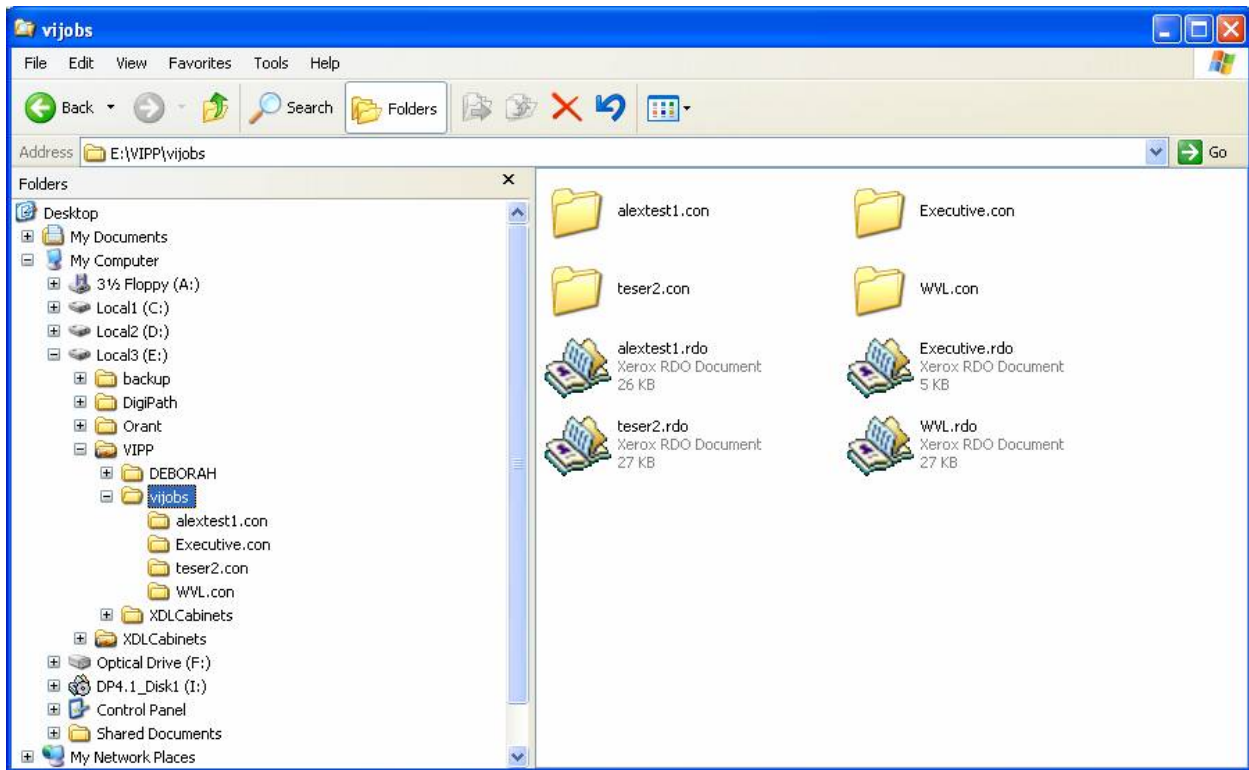 vijobs
File Edit View Favorites Tools Help
Back Search Folders
Address E:\VIPP\vijobs Go
Folders
Desktop
My Documents
My Computer
3½ Floppy (A:)
Local1 (C:)
Local2 (D:)
Local3 (E:)
backup
DigiPath
Orant
VIPP
DEBORAH
vijobs
alextest1.con
Executive.con
teser2.con
WVL.con
XDLCabinets
XDLCabinets
Optical Drive (F:)
DP4.1_Disk1 (I:)
Control Panel
Shared Documents
My Network Places
alextest1.con Executive.con
teser2.con WVL.con
alextest1.rdo Executive.rdo
Xerox RDO Document Xerox RDO Document
26 KB 5 KB
teser2.rdo WVL.rdo
Xerox RDO Document Xerox RDO Document
27 KB 27 KB